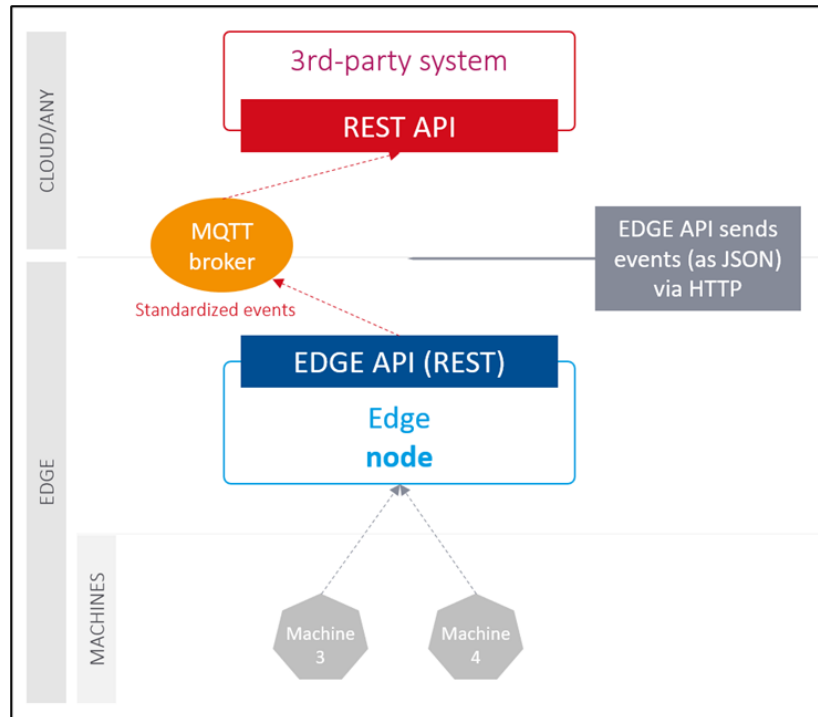 CLOUD/ANY
3rd-party system
REST API
MQTT
broker
EDGE API sends
events (as JSON)
via HTTP
Standardized events
EDGE
EDGE API (REST)
Edge
node
MACHINES
Machine
3
Machine
4